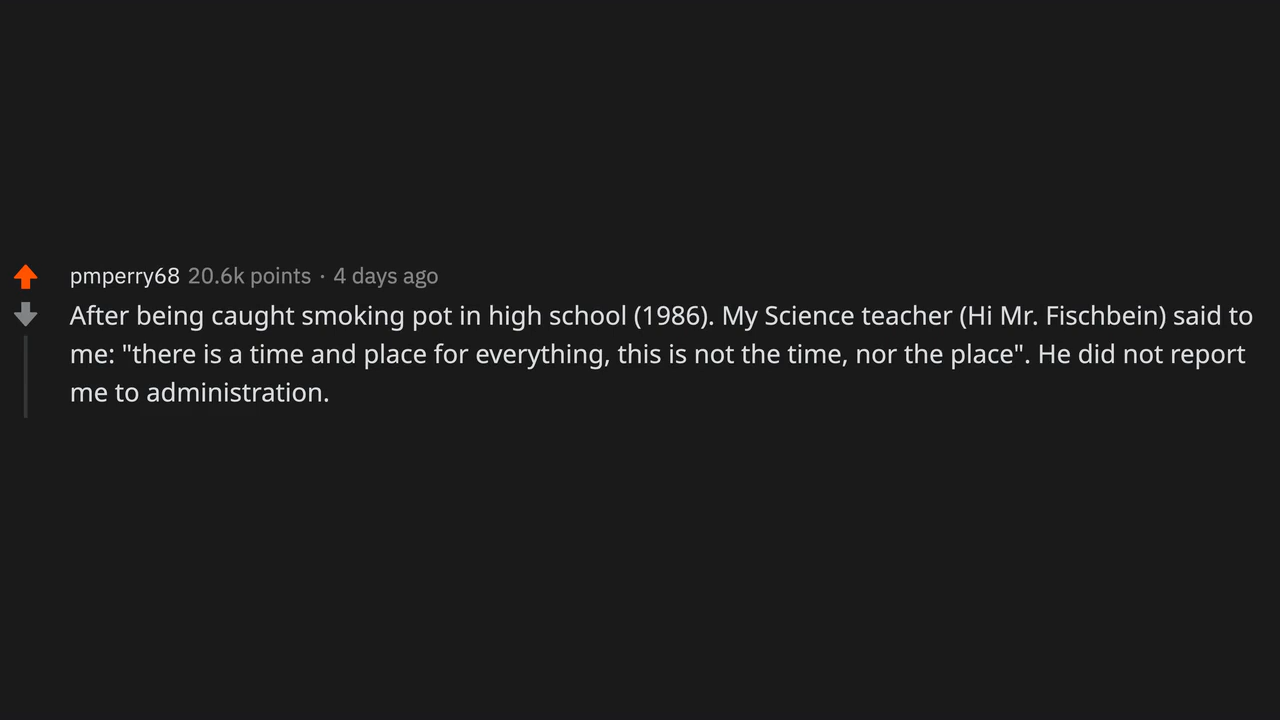 pmperry68 20.6k points · 4 days ago
After being caught smoking pot in high school (1986). My Science teacher (Hi Mr. Fischbein) said to
me: "there is a time and place for everything, this is not the time, nor the place". He did not report
me to administration.